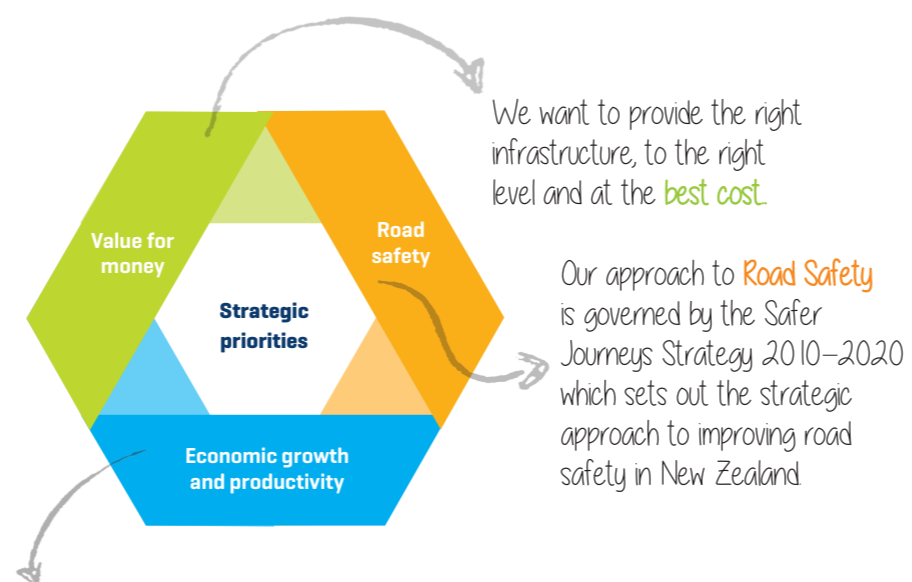 We want to provide the right
infrastructure, to the right
level and at the best cost.
Value for
money
Road
safety
Strategic
priorities
Economic growth
and productivity
Our approach to Road Safety
is governed by the Safer
Journeys Strategy 2010–2020
which sets out the strategic
approach to improving road
safety in New Zealand.